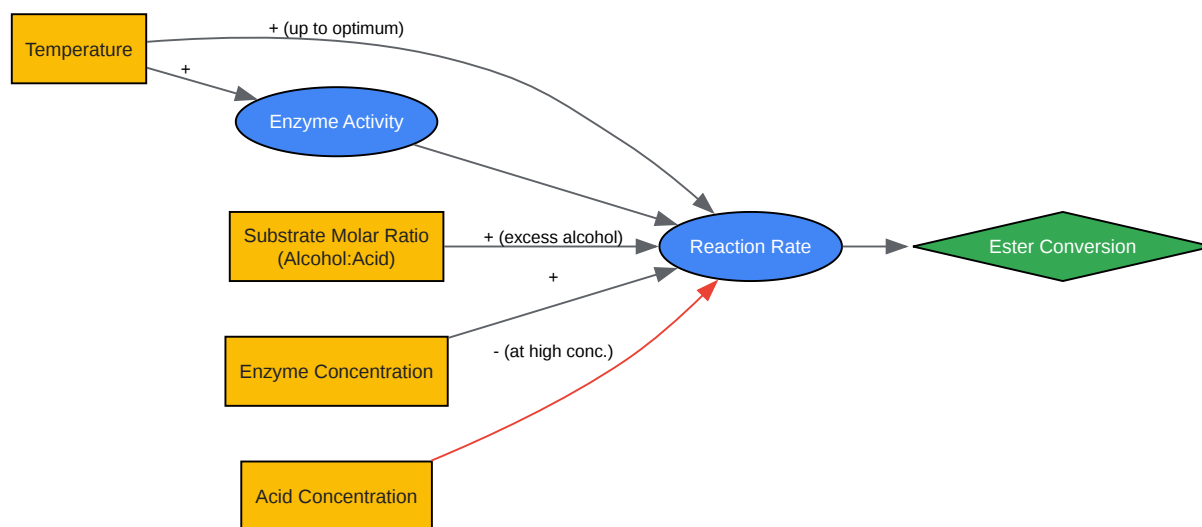 + (up to optimum)
Temperature
+
Enzyme Activity
Substrate Molar Ratio
(Alcohol:Acid)
+ (excess alcohol)
Reaction Rate
Ester Conversion
+
- (at high conc.)
Enzyme Concentration
Acid Concentration